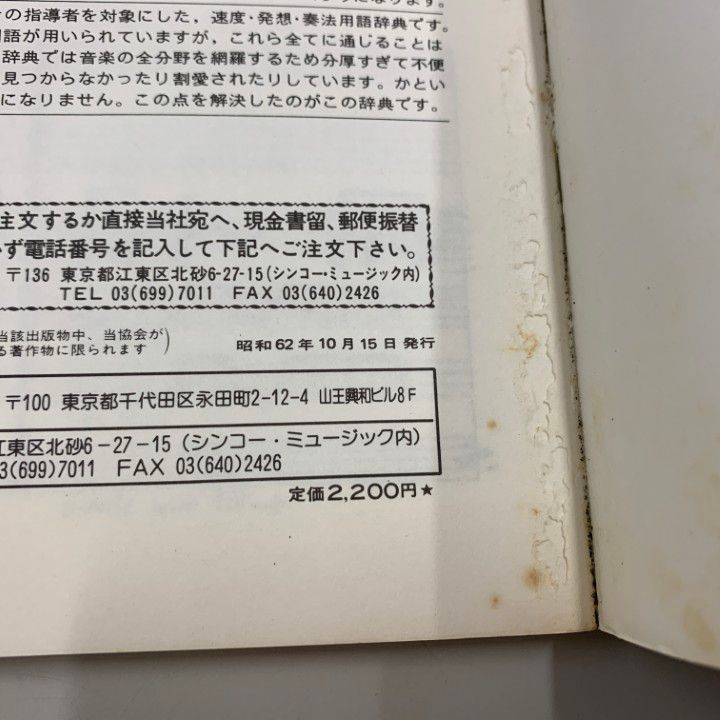 の指導者を対象にした，速度・発想・奏法用語辞典です。
語が用いられていますが，これら全てに通じることは
辞典では音楽の全分野を網羅するため分厚すぎて不便
見つからなかったり割愛されたりしています。かとい
になりません。この点を解決したのがこの辞典です。
注文するか直接当社宛へ、現金書留、郵便振替
ず電話番号を記入して下記へご注文下さい。
〒136 東京都江東区北砂6-27-15(シンコー・ミュージック内)
TEL 03(699)7011 FAX 03(640)2426
当該出版物中、当協会が
る著作物に限られます)
昭和62年10月15日発行
〒100 東京都千代田区永田町2-12-4 山王興和ビル8F
江東区北砂6-27-15(シンコー・ミュージック内)
3(699)7011 FAX 03(640)2426
定価2,200円★